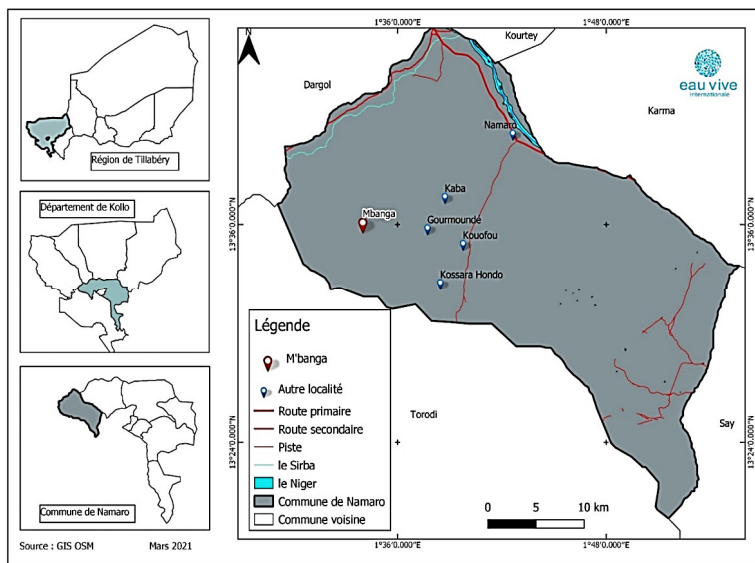 Région de Tillabéry
Département de Kollo
Commune de Namaro
Source : GIS OSM
Mars 2021
1°36'0.000"E
1°48'0.000"E
N
Kourtey
Dargol
eau vive
internationale
Karma
Namaro
Kaba
Mbanga
Gourmoundé
Kouofou
Kossara Hondo
13°36'0.000"N
13°36'0.000"N
Légende
M'banga
Autre localité
Route primaire
Route secondaire
Piste
le Sirba
le Niger
Commune de Namaro
Commune voisine
Torodi
Say
13°24'0.000"N
13°24'0.000"N
0 5 10 km
1°36'0.000"E
1°48'0.000"E